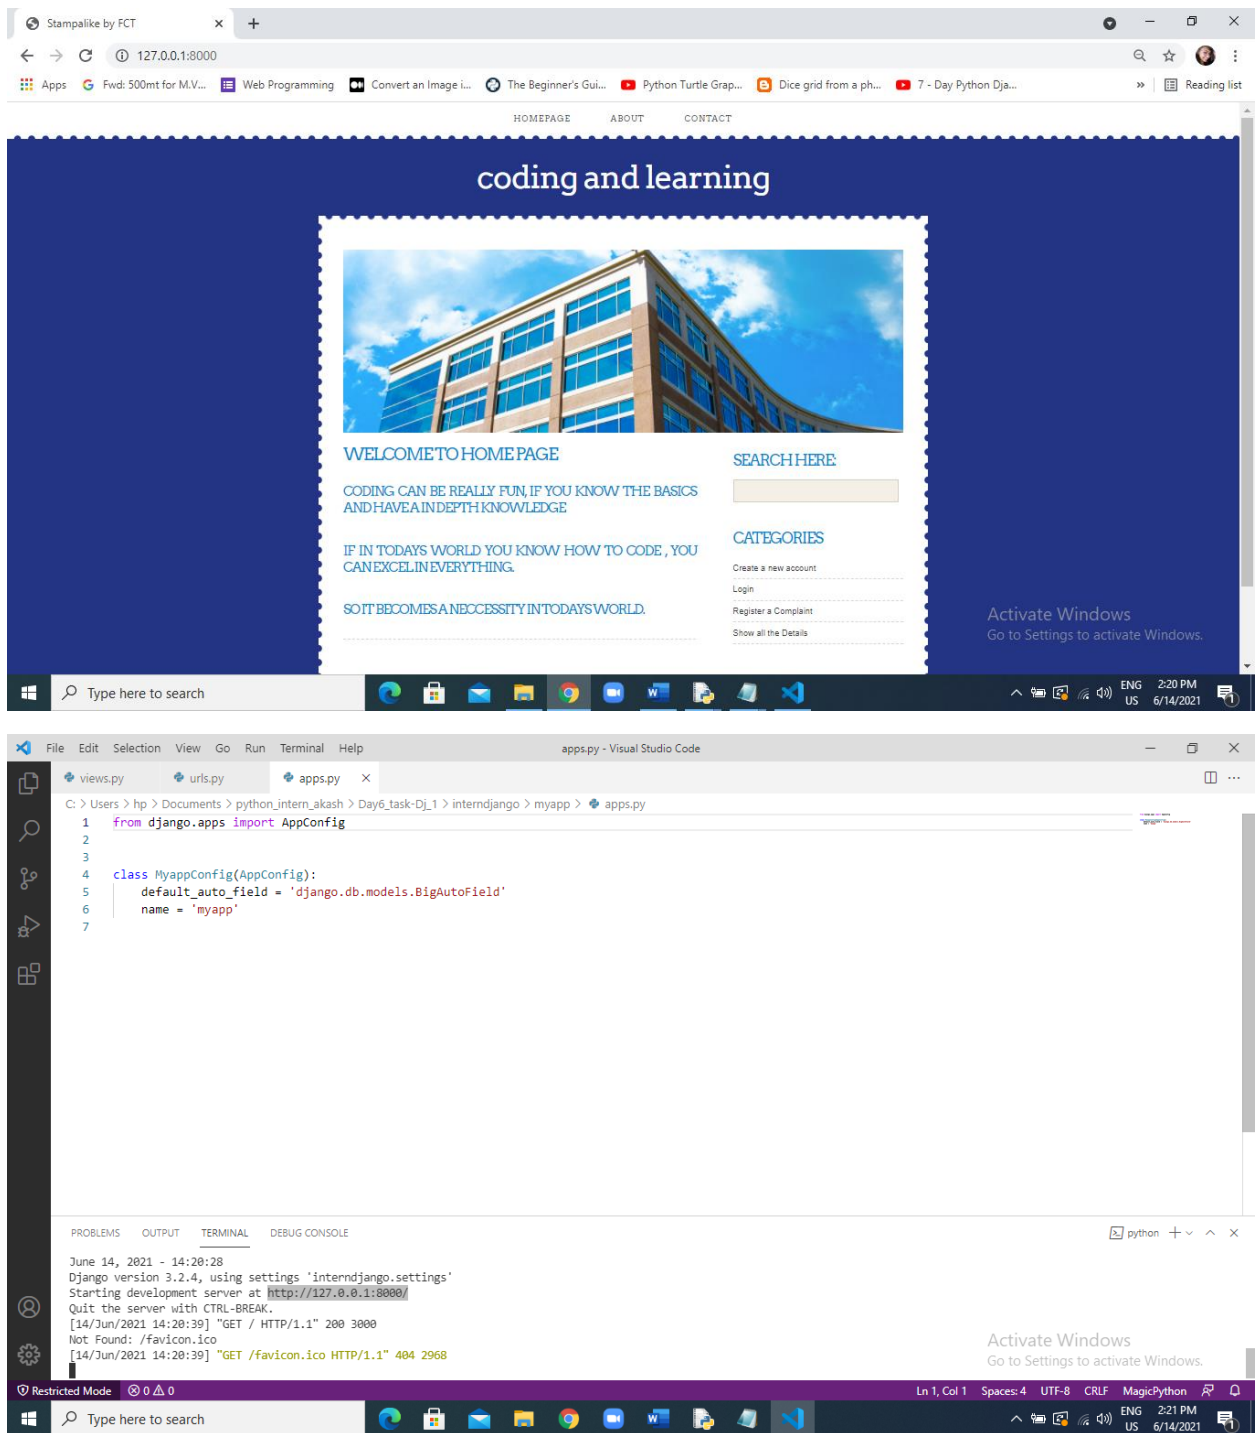 Stampalike by FCT
127.0.0.1:8000
Apps Fwd: 500mt for M.V... Web Programming Convert an Image i... The Beginner's Gui... Python Turtle Grap... Dice grid from a ph... 7 - Day Python Dja... » Reading list
HOMEPAGE ABOUT CONTACT
coding and learning
WELCOME TO HOME PAGE
CODING CAN BE REALLY FUN, IF YOU KNOW THE BASICS
AND HAVE A IN DEPTH KNOWLEDGE
IF IN TODAYS WORLD YOU KNOW HOW TO CODE , YOU
CAN EXCEL IN EVERYTHING.
SO IT BECOMES A NECCESSITY IN TODAYS WORLD.
SEARCH HERE:
CATEGORIES
Create a new account
Login
Register a Complaint
Show all the Details
Activate Windows
Go to Settings to activate Windows.
Type here to search
ENG 2:20 PM
US 6/14/2021
File Edit Selection View Go Run Terminal Help apps.py - Visual Studio Code
views.py urls.py apps.py
C: > Users > hp > Documents > python_intern_akash > Day6_task-Dj_1 > interndjango > myapp > apps.py
1 from django.apps import AppConfig
2
3
4 class MyappConfig(AppConfig):
5 default_auto_field = 'django.db.models.BigAutoField'
6 name = 'myapp'
7
PROBLEMS OUTPUT TERMINAL DEBUG CONSOLE python
June 14, 2021 - 14:20:28
Django version 3.2.4, using settings 'interndjango.settings'
Starting development server at http://127.0.0.1:8000/
Quit the server with CTRL-BREAK.
[14/Jun/2021 14:20:39] "GET / HTTP/1.1" 200 3000
Not Found: /favicon.ico
[14/Jun/2021 14:20:39] "GET /favicon.ico HTTP/1.1" 404 2968
Activate Windows
Go to Settings to activate Windows.
Restricted Mode 0 0 Ln 1, Col 1 Spaces: 4 UTF-8 CRLF MagicPython
Type here to search
ENG 2:21 PM
US 6/14/2021